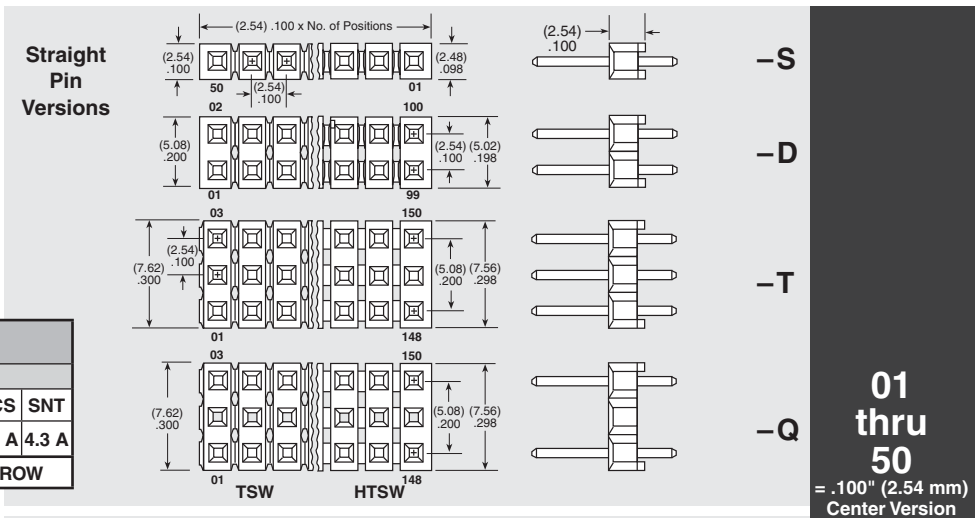 Straight
Pin
Versions
(2.54) .100 x No. of Positions
(2.54)
.100
(2.48)
.098
50
(2.54)
.100
01
(2.54)
.100
–S
02
100
(5.08)
.200
(2.54)
.100
(5.02)
.198
01
99
–D
03
150
(2.54)
.100
(7.62)
.300
(5.08)
.200
(7.56)
.298
01
148
–T
03
150
(7.62)
.300
(5.08)
.200
(7.56)
.298
01
148
–Q
TSW
HTSW
CS SNT
A 4.3 A
ROW
01
thru
50
= .100" (2.54 mm)
Center Version